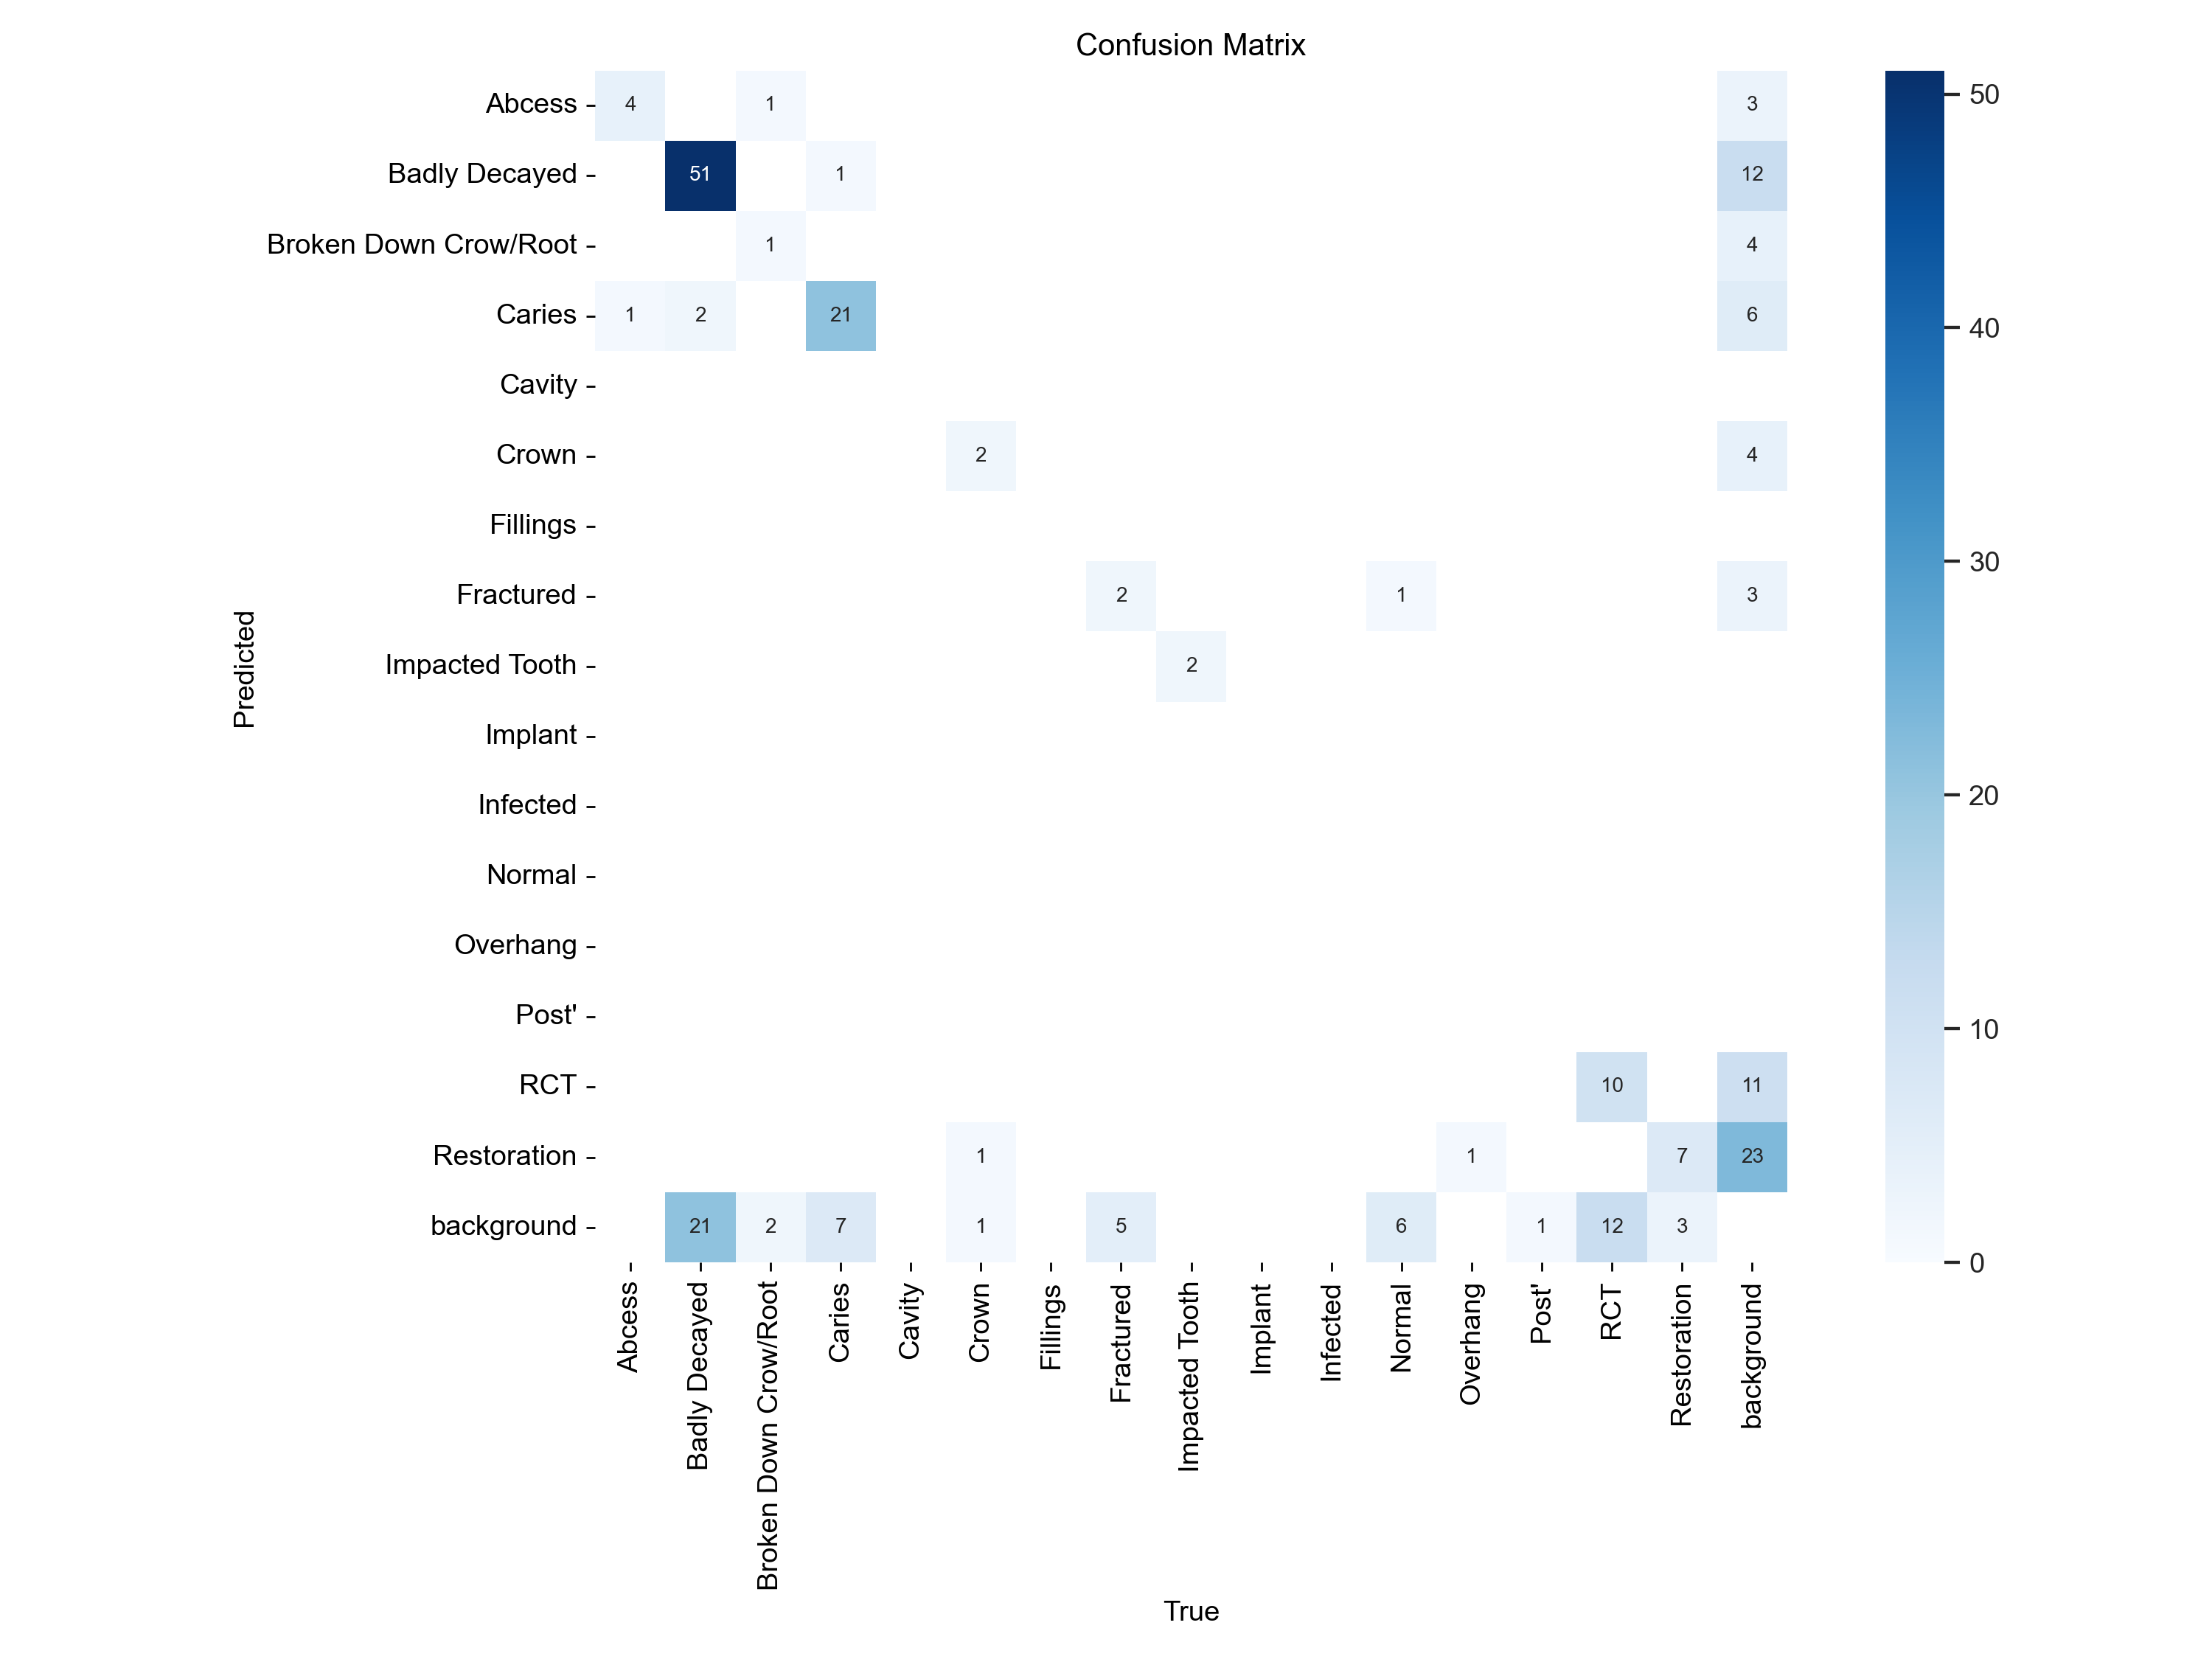 Confusion Matrix
Abcess 4 1 3
Badly Decayed 51 1 12
Broken Down Crow/Root 1 4
Caries 1 2 21 6
Cavity
Crown 2 4
Fillings
Fractured 2 1 3
Impacted Tooth 2
Implant
Infected
Normal
Overhang
Post'
RCT 10 11
Restoration 1 1 7 23
background 21 2 7 1 5 6 1 12 3
Predicted
Abcess
Badly Decayed
Broken Down Crow/Root
Caries
Cavity
Crown
Fillings
Fractured
Impacted Tooth
Implant
Infected
Normal
Overhang
Post'
RCT
Restoration
background
True
50
40
30
20
10
0